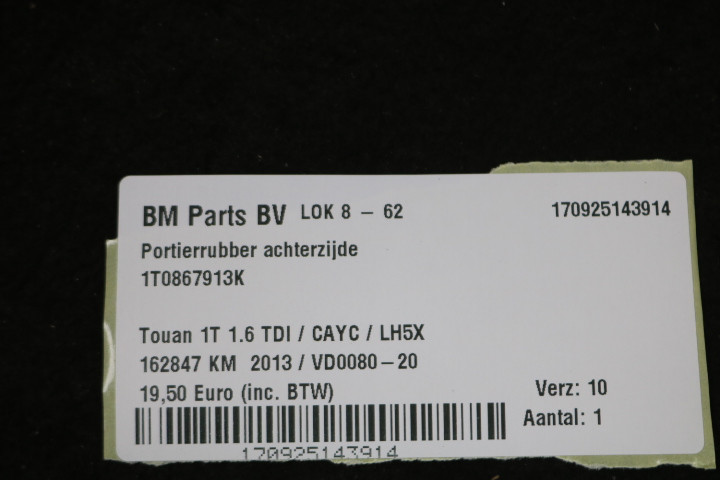 BM Parts BV LOK 8 – 62 170925143914
Portierrubber achterzijde
1T0867913K
Touan 1T 1.6 TDI / CAYC / LH5X
162847 KM 2013 / VD0080–20
19,50 Euro (inc. BTW) Verz: 10
Aantal: 1
170925143914